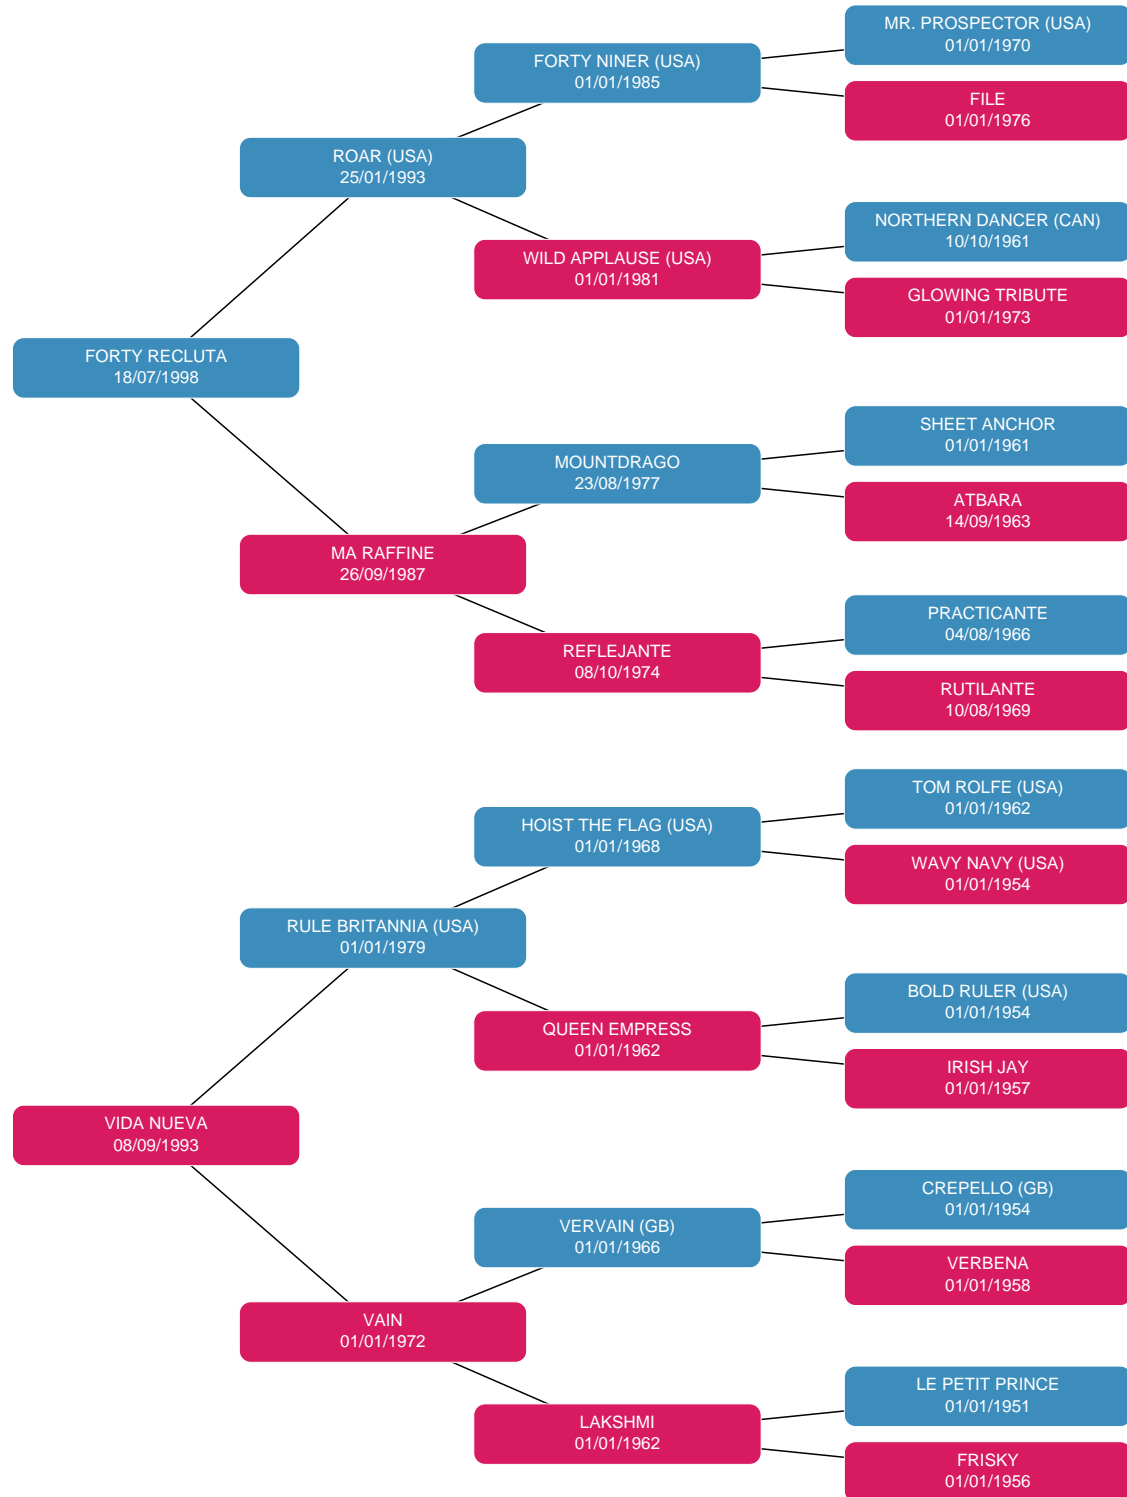 MR. PROSPECTOR (USA)
01/01/1970
FORTY NINER (USA)
01/01/1985
FILE
01/01/1976
ROAR (USA)
25/01/1993
NORTHERN DANCER (CAN)
10/10/1961
WILD APPLAUSE (USA)
01/01/1981
GLOWING TRIBUTE
01/01/1973
FORTY RECLUTA
18/07/1998
SHEET ANCHOR
01/01/1961
MOUNTDRAGO
23/08/1977
ATBARA
14/09/1963
MA RAFFINE
26/09/1987
PRACTICANTE
04/08/1966
REFLEJANTE
08/10/1974
RUTILANTE
10/08/1969
TOM ROLFE (USA)
01/01/1962
HOIST THE FLAG (USA)
01/01/1968
WAVY NAVY (USA)
01/01/1954
RULE BRITANNIA (USA)
01/01/1979
BOLD RULER (USA)
01/01/1954
QUEEN EMPRESS
01/01/1962
IRISH JAY
01/01/1957
VIDA NUEVA
08/09/1993
CREPELLO (GB)
01/01/1954
VERVAIN (GB)
01/01/1966
VERBENA
01/01/1958
VAIN
01/01/1972
LE PETIT PRINCE
01/01/1951
LAKSHMI
01/01/1962
FRISKY
01/01/1956